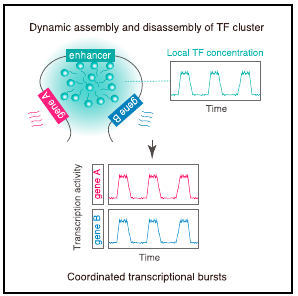 Dynamic assembly and disassembly of TF cluster
enhancer
Local TF concentration
gene A
gene B
Time
Transcription activity
gene A
gene B
Time
Coordinated transcriptional bursts